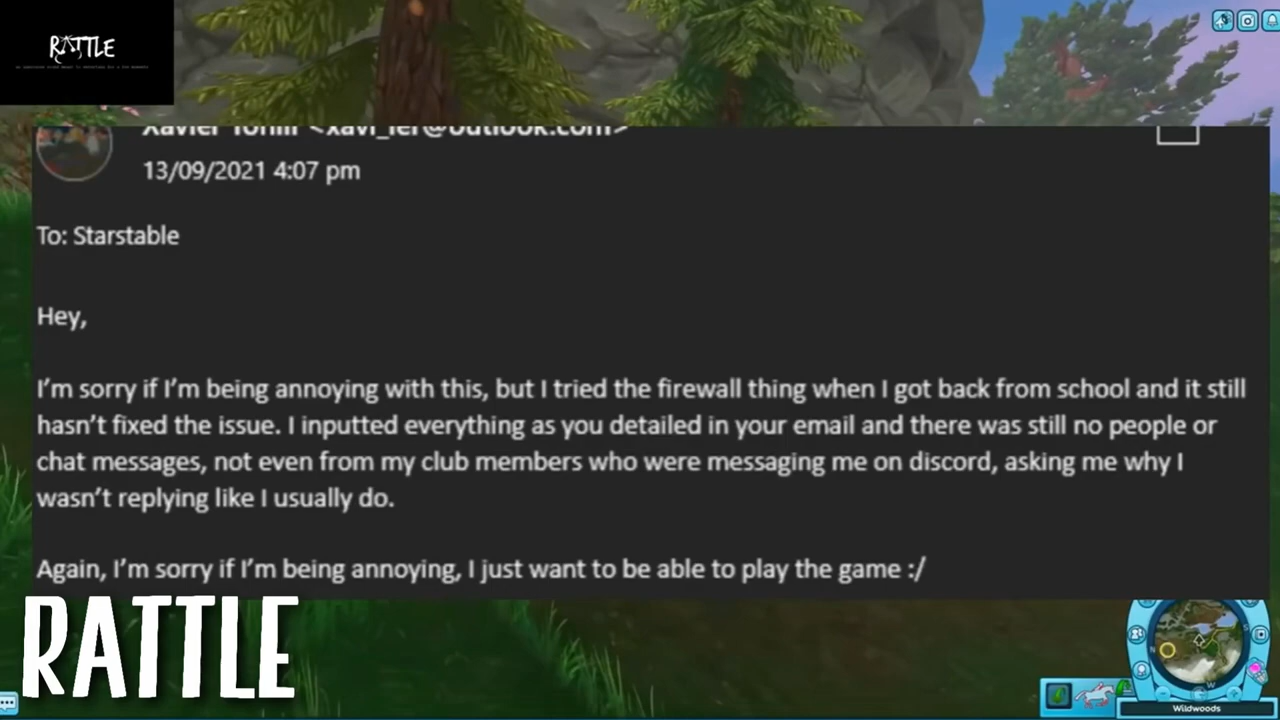 RATTLE
13/09/2021 4:07 pm
To: Starstable
Hey,
I'm sorry if I'm being annoying with this, but I tried the firewall thing when I got back from school and it still
hasn't fixed the issue. I inputted everything as you detailed in your email and there was still no people or
chat messages, not even from my club members who were messaging me on discord, asking me why I
wasn't replying like I usually do.
Again, I'm sorry if I'm being annoying, I just want to be able to play the game :/
RATTLE
Wildwoods